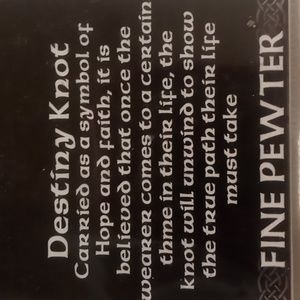 Destiny Knot
Carried as a symbol of
Hope and faith, it is
believed that once the
wearer comes to a certain
thme in their life, the
knot will unwind to show
the true path their life
must take
FINE PEWTER